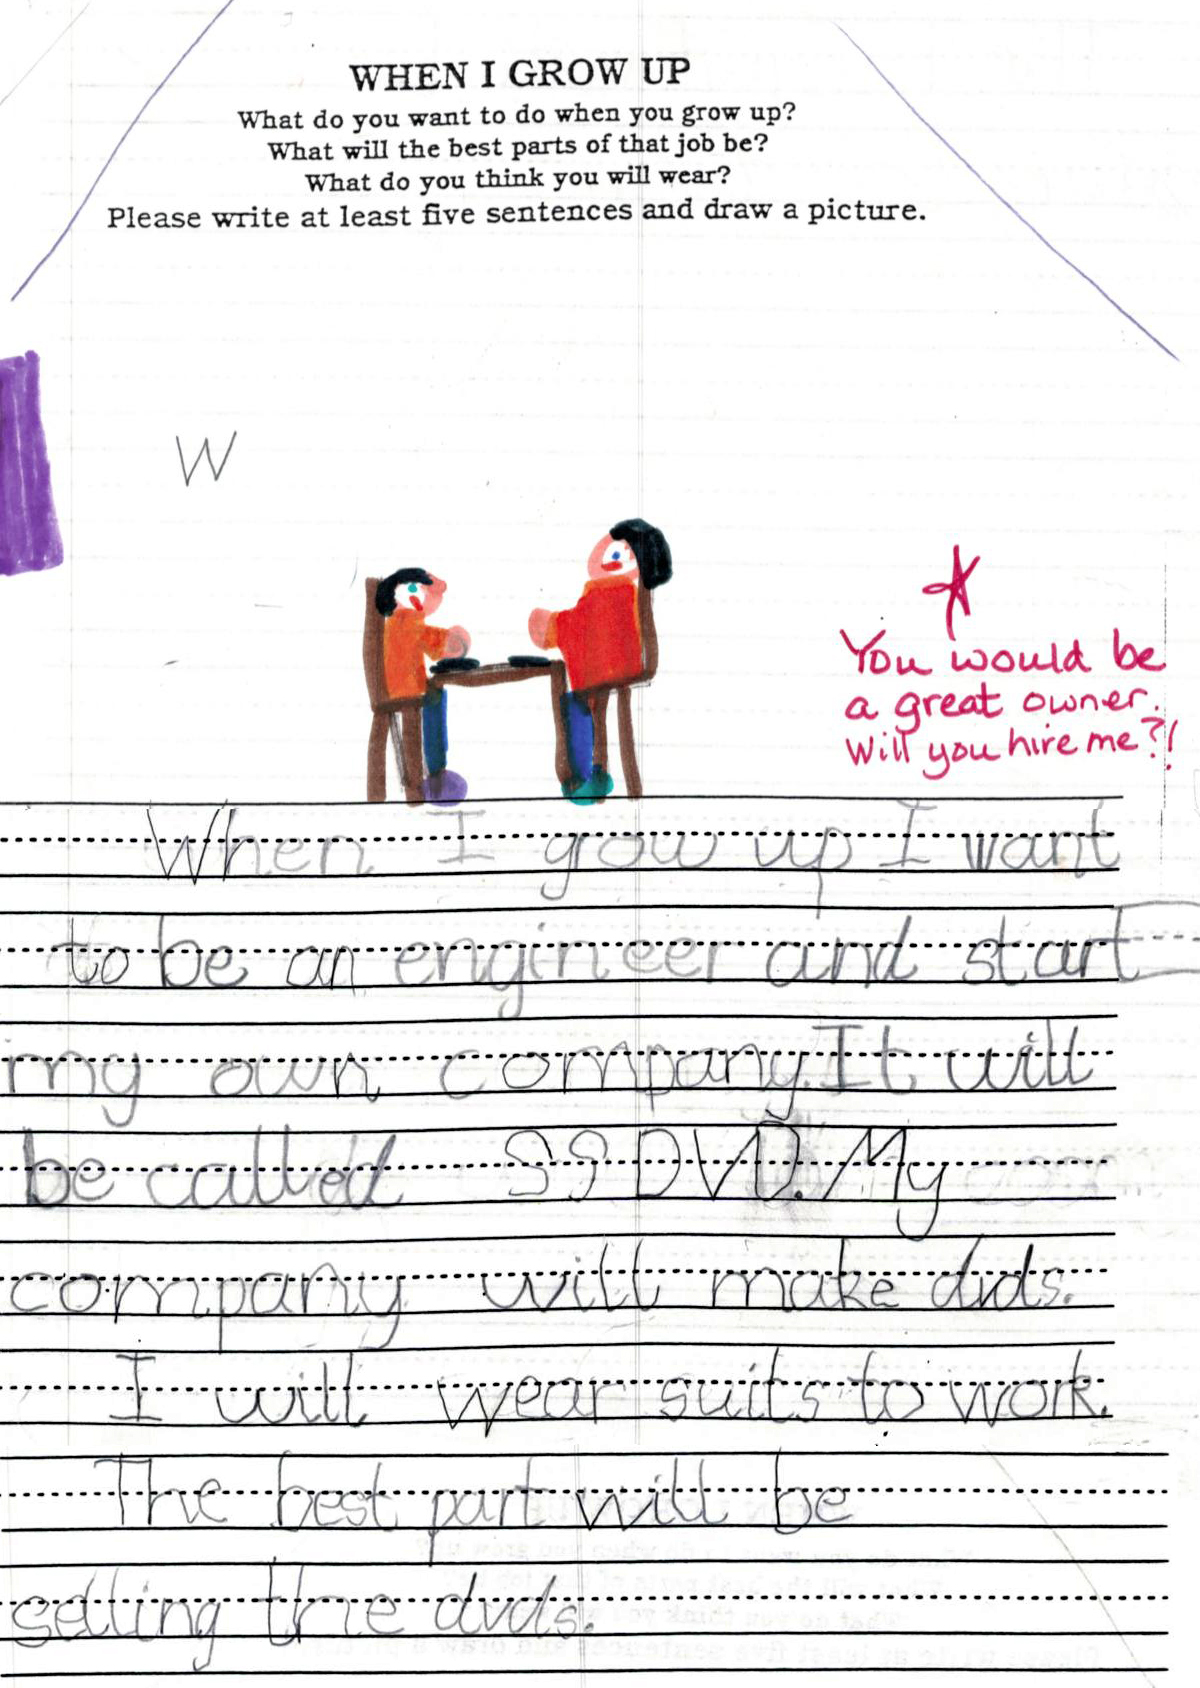 WHEN I GROW UP
What do you want to do when you grow up?
What will the best parts of that job be?
What do you think you will wear?
Please write at least five sentences and draw a picture.
W
You would be
a great owner.
Will you hire me?!
When I grow up I want
to be an engineer and start
my own company. It will
be called SSDVD. My
company will make dvds.
I will wear suits to work.
The best part will be
selling the dvds.